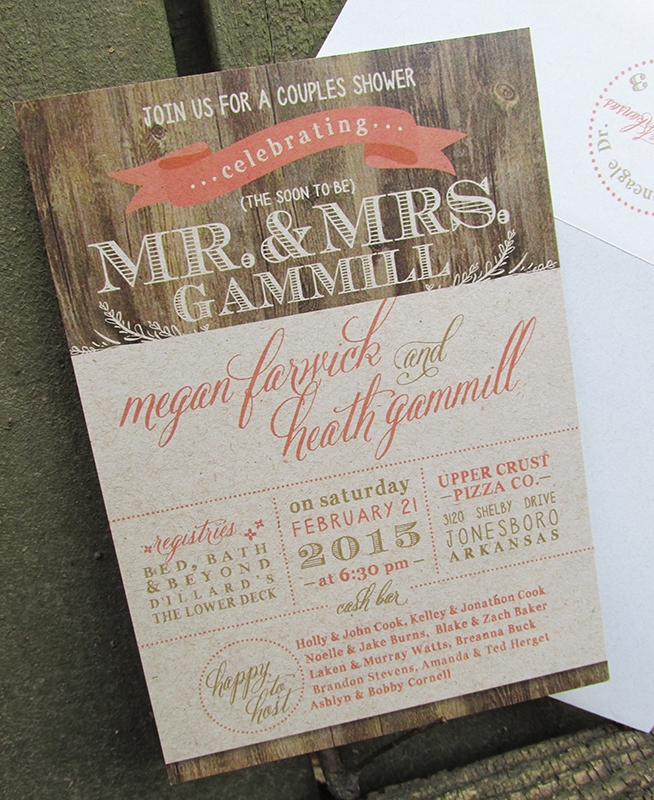 JOIN US FOR A COUPLES SHOWER
...celebrating...
(THE SOON TO BE)
MR. & MRS.
GAMMILL
megan farwick and
heath gammill
registries
BED, BATH
& BEYOND
DILLARD'S
THE LOWER DECK
on saturday
FEBRUARY 21
2015
at 6:30 pm
cash bar
UPPER CRUST
PIZZA CO.
3120 SHELBY DRIVE
JONESBORO
ARKANSAS
happy
to
host
Holly & John Cook, Kelley & Jonathon Cook
Noelle & Jake Burns, Blake & Zach Baker
Laken & Murray Watts, Breanna Buck
Brandon Stevens, Amanda & Ted Herget
Ashlyn & Bobby Cornell
neagle Dr.